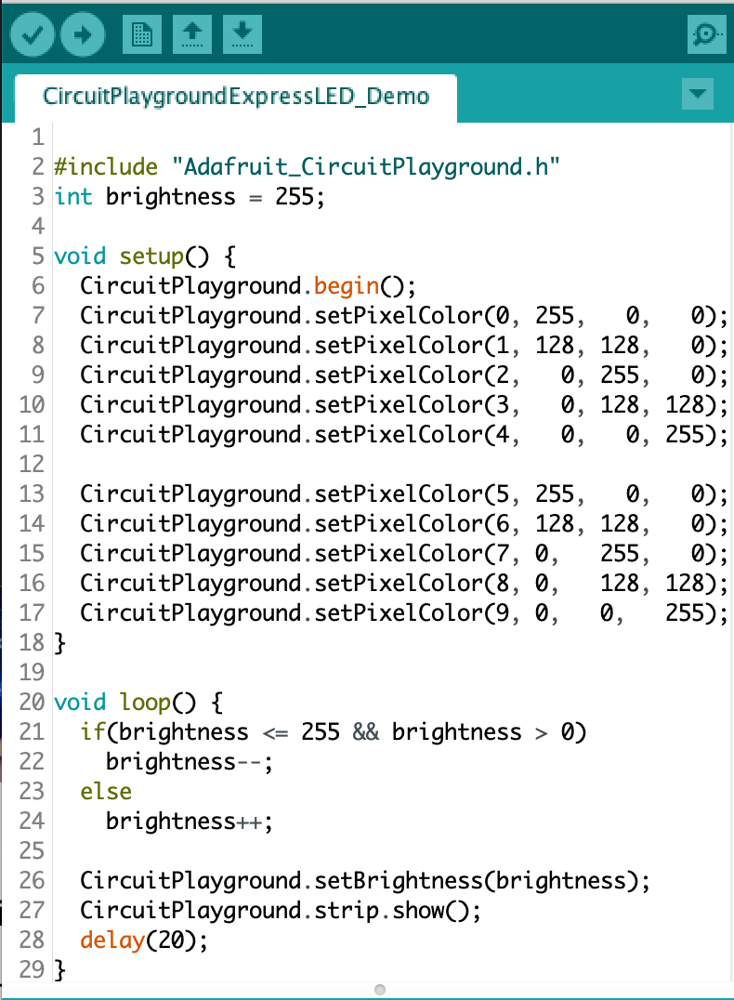 CircuitPlaygroundExpressLED_Demo
1
2 #include "Adafruit_CircuitPlayground.h"
3 int brightness = 255;
4
5 void setup() {
6   CircuitPlayground.begin();
7   CircuitPlayground.setPixelColor(0, 255,   0,   0);
8   CircuitPlayground.setPixelColor(1, 128, 128,   0);
9   CircuitPlayground.setPixelColor(2,   0, 255,   0);
10   CircuitPlayground.setPixelColor(3,   0, 128, 128);
11   CircuitPlayground.setPixelColor(4,   0,   0, 255);
12
13   CircuitPlayground.setPixelColor(5, 255,   0,   0);
14   CircuitPlayground.setPixelColor(6, 128, 128,   0);
15   CircuitPlayground.setPixelColor(7, 0,   255,   0);
16   CircuitPlayground.setPixelColor(8, 0,   128, 128);
17   CircuitPlayground.setPixelColor(9, 0,   0,   255);
18 }
19
20 void loop() {
21   if(brightness <= 255 && brightness > 0)
22     brightness--;
23   else
24     brightness++;
25
26   CircuitPlayground.setBrightness(brightness);
27   CircuitPlayground.strip.show();
28   delay(20);
29 }